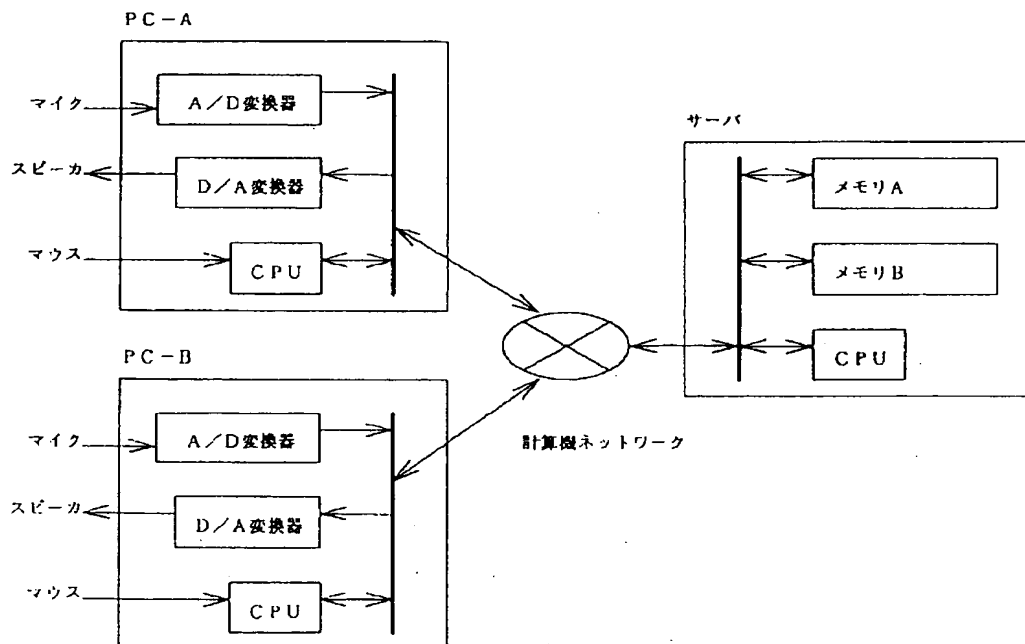 PC-A
マイク
A/D変換器
スピーカ
D/A変換器
マウス
CPU
サーバ
メモリA
メモリB
CPU
計算機ネットワーク
PC-B
マイク
A/D変換器
スピーカ
D/A変換器
マウス
CPU